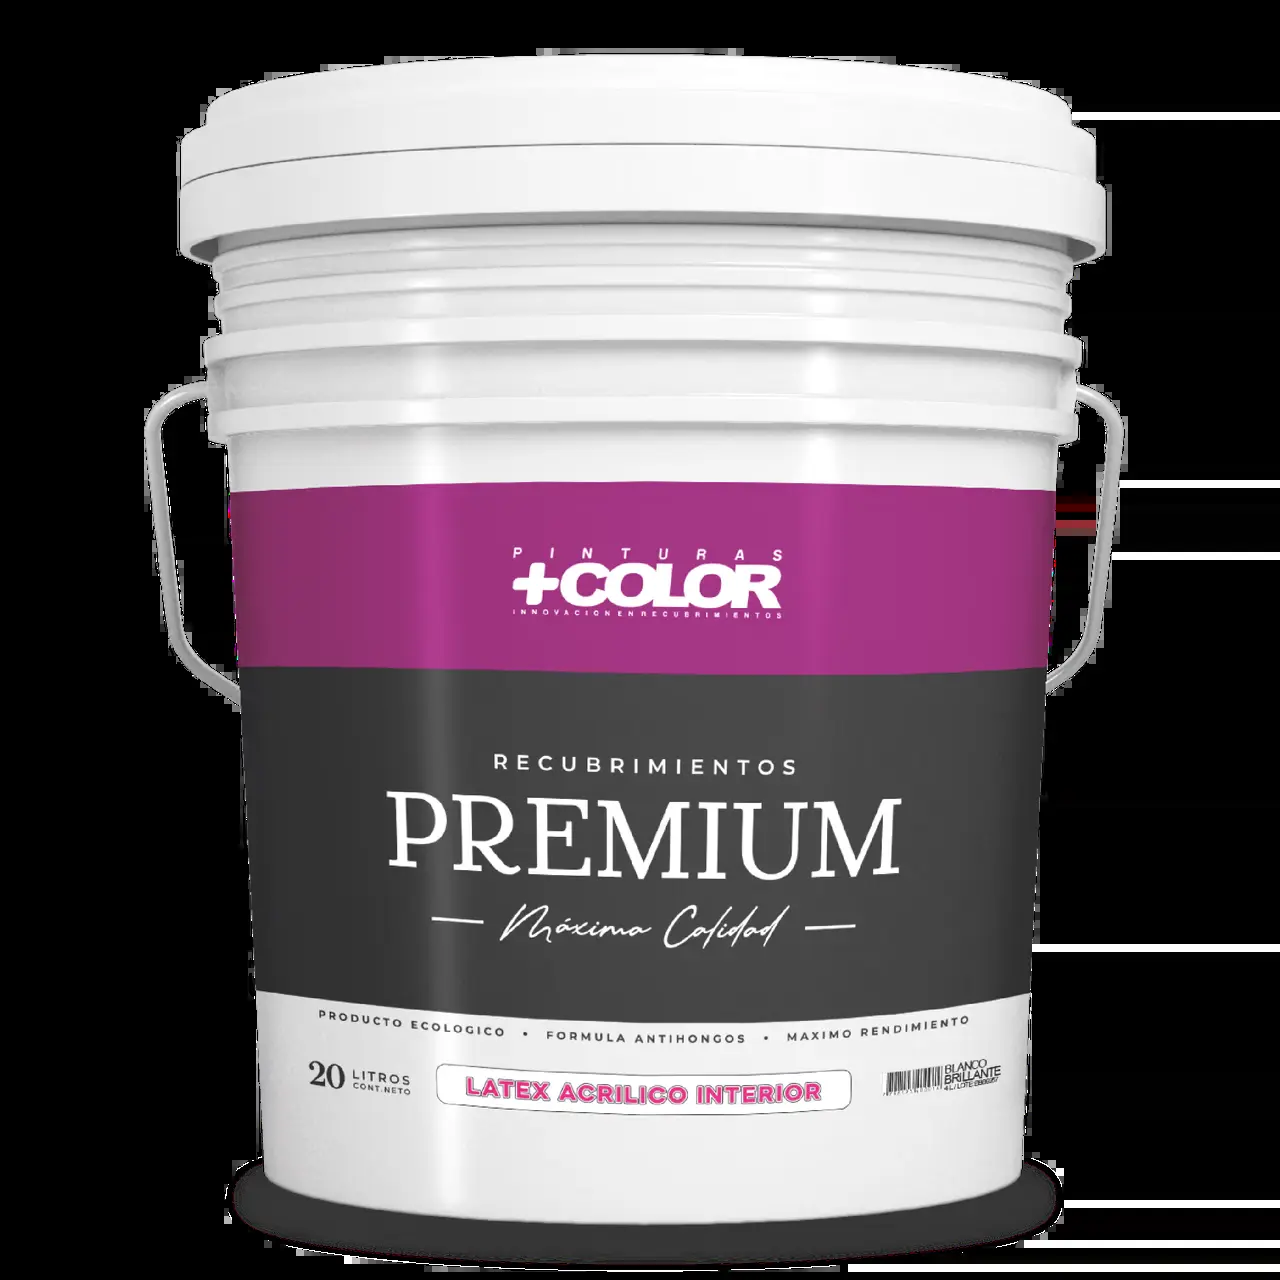 PINTURAS
+COLOR
INNOVACION EN RECUBRIMIENTOS
RECUBRIMIENTOS
PREMIUM
Máxima Calidad
PRODUCTO ECOLOGICO • FORMULA ANTIHONGOS • MAXIMO RENDIMIENTO
20 LITROS
CONT.NETO
LATEX ACRILICO INTERIOR
BLANCO
BRILLANTE